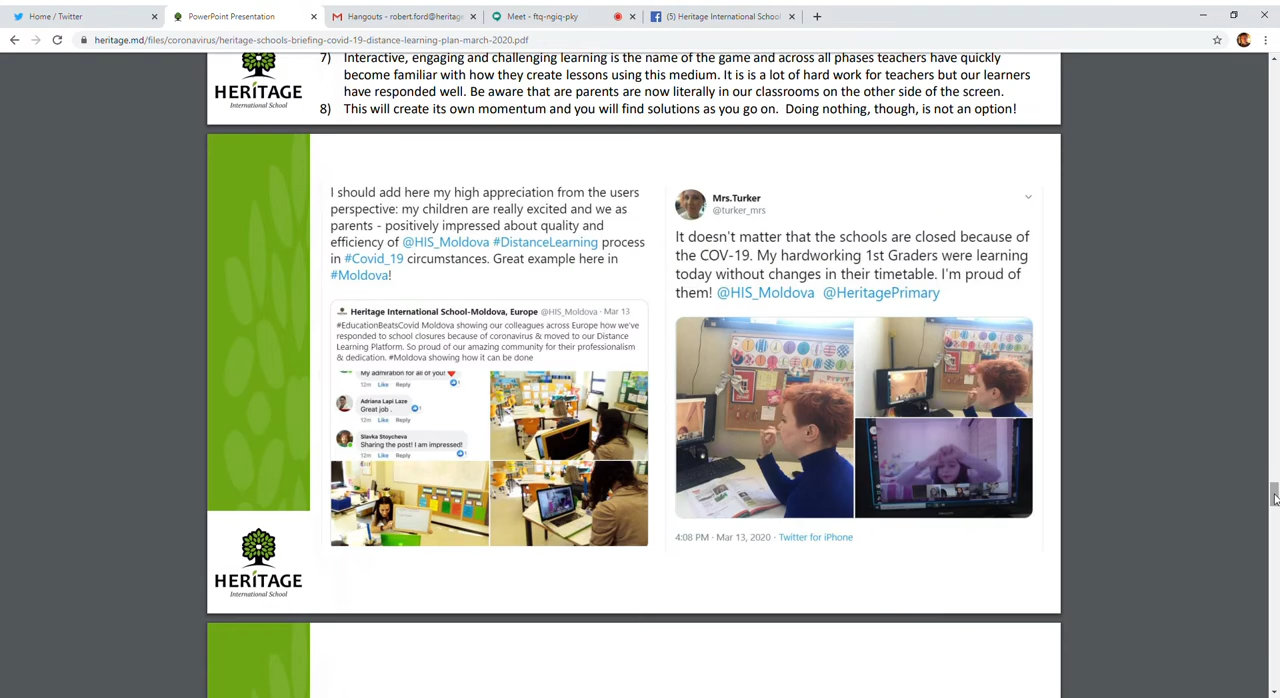 Home / Twitter
PowerPoint Presentation
Hangouts - robert.ford@heritage
Meet - ftq-ngiq-pky
(5) Heritage International School
heritage.md/files/coronavirus/heritage-schools-briefing-covid-19-distance-learning-plan-march-2020.pdf
7) Interactive, engaging and challenging learning is the name of the game and across all phases teachers have quickly
become familiar with how they create lessons using this medium. It is is a lot of hard work for teachers but our learners
have responded well. Be aware that are parents are now literally in our classrooms on the other side of the screen.
8) This will create its own momentum and you will find solutions as you go on. Doing nothing, though, is not an option!
HERITAGE
International School
I should add here my high appreciation from the users
perspective: my children are really excited and we as
parents - positively impressed about quality and
efficiency of @HIS_Moldova #DistanceLearning process
in #Covid_19 circumstances. Great example here in
#Moldova!
Heritage International School-Moldova, Europe @HIS_Moldova · Mar 13
#EducationBeatsCovid Moldova showing our colleagues across Europe how we've
responded to school closures because of coronavirus & moved to our Distance
Learning Platform. So proud of our amazing community for their professionalism
& dedication. #Moldova showing how it can be done
My admiration for all of you!
12m Like Reply
Adriana Lapi Laze
Great job .
12m Like Reply
Slavka Stoycheva
Sharing the post! I am impressed!
12m Like Reply
Mrs.Turker
@turker_mrs
It doesn't matter that the schools are closed because of
the COV-19. My hardworking 1st Graders were learning
today without changes in their timetable. I'm proud of
them! @HIS_Moldova @HeritagePrimary
4:08 PM · Mar 13, 2020 · Twitter for iPhone
HERITAGE
International School